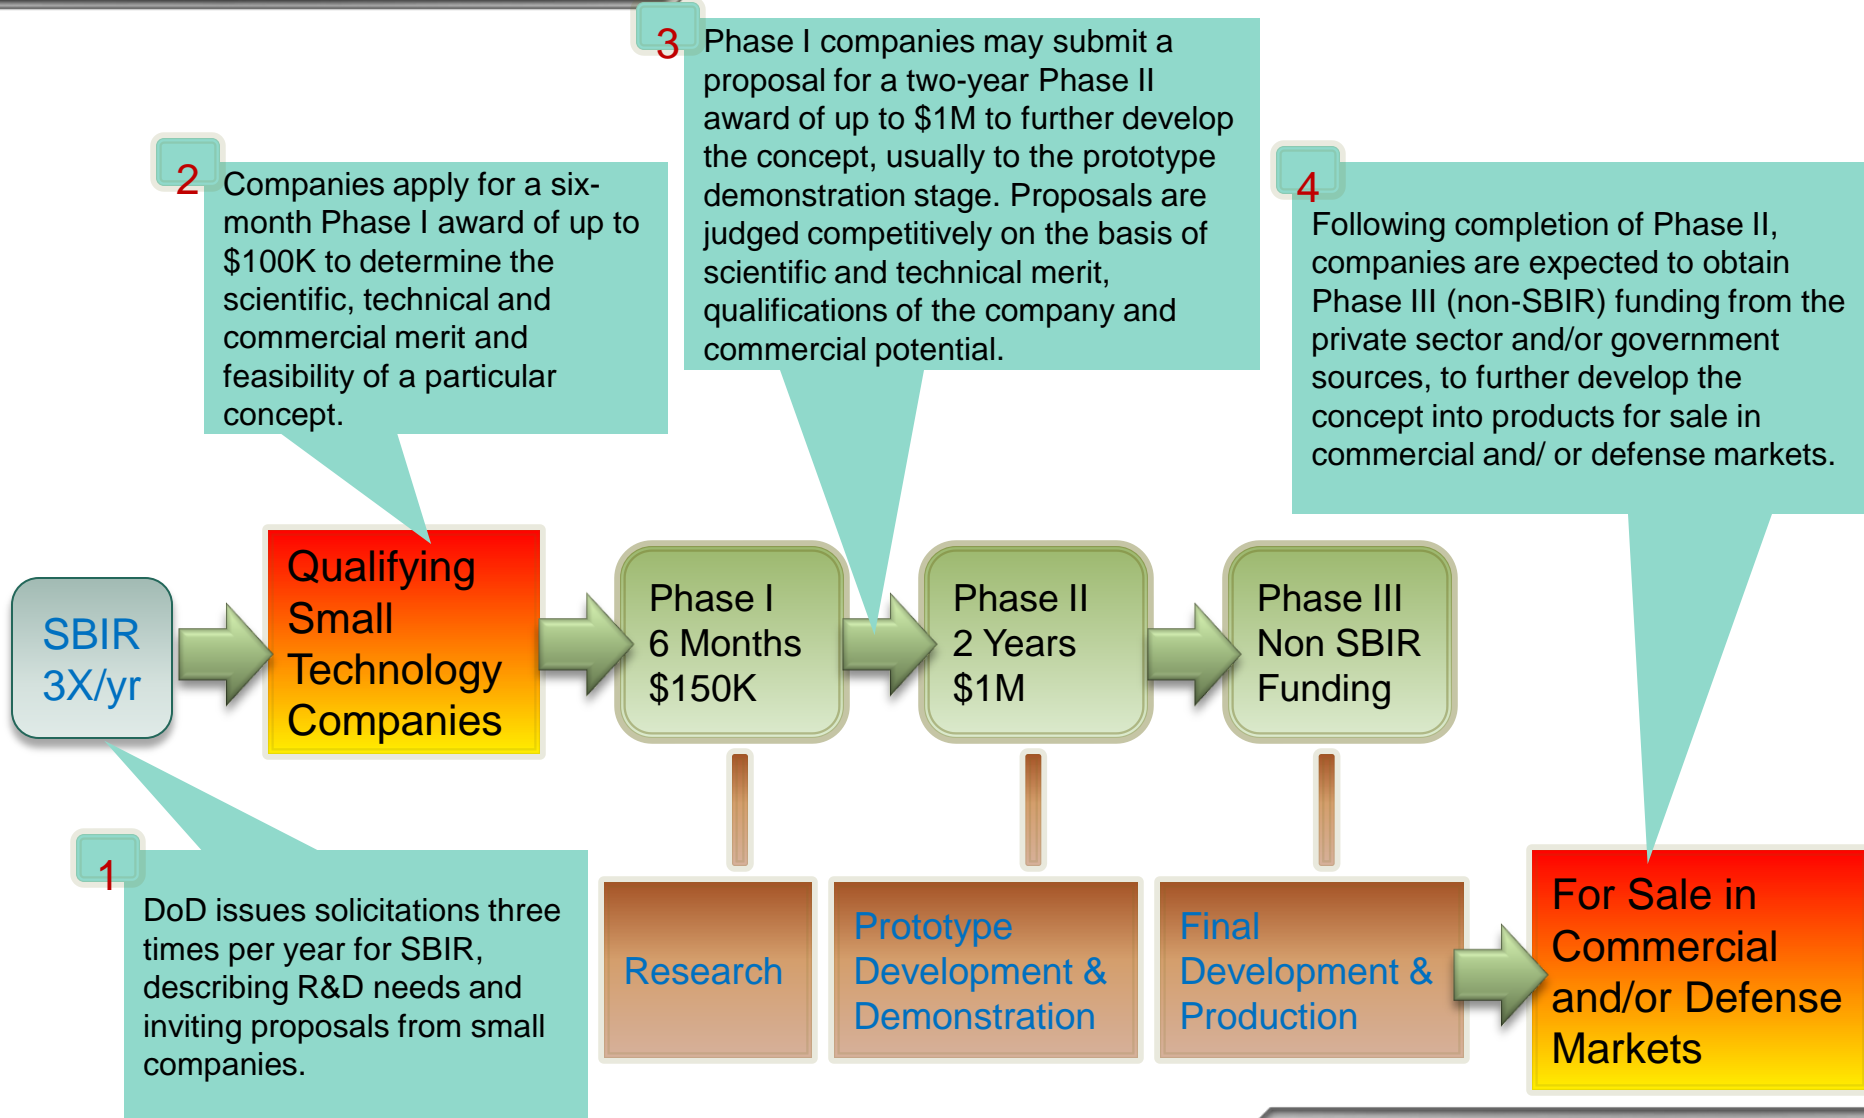 3
Phase I companies may submit a
proposal for a two-year Phase II
award of up to $1M to further develop
the concept, usually to the prototype
demonstration stage. Proposals are
judged competitively on the basis of
scientific and technical merit,
qualifications of the company and
commercial potential.
2
Companies apply for a six-
month Phase I award of up to
$100K to determine the
scientific, technical and
commercial merit and
feasibility of a particular
concept.
4
Following completion of Phase II,
companies are expected to obtain
Phase III (non-SBIR) funding from the
private sector and/or government
sources, to further develop the
concept into products for sale in
commercial and/ or defense markets.
SBIR
3X/yr
Qualifying
Small
Technology
Companies
Phase I
6 Months
$150K
Phase II
2 Years
$1M
Phase III
Non SBIR
Funding
1
DoD issues solicitations three
times per year for SBIR,
describing R&D needs and
inviting proposals from small
companies.
Research
Prototype
Development &
Demonstration
Final
Development &
Production
For Sale in
Commercial
and/or Defense
Markets